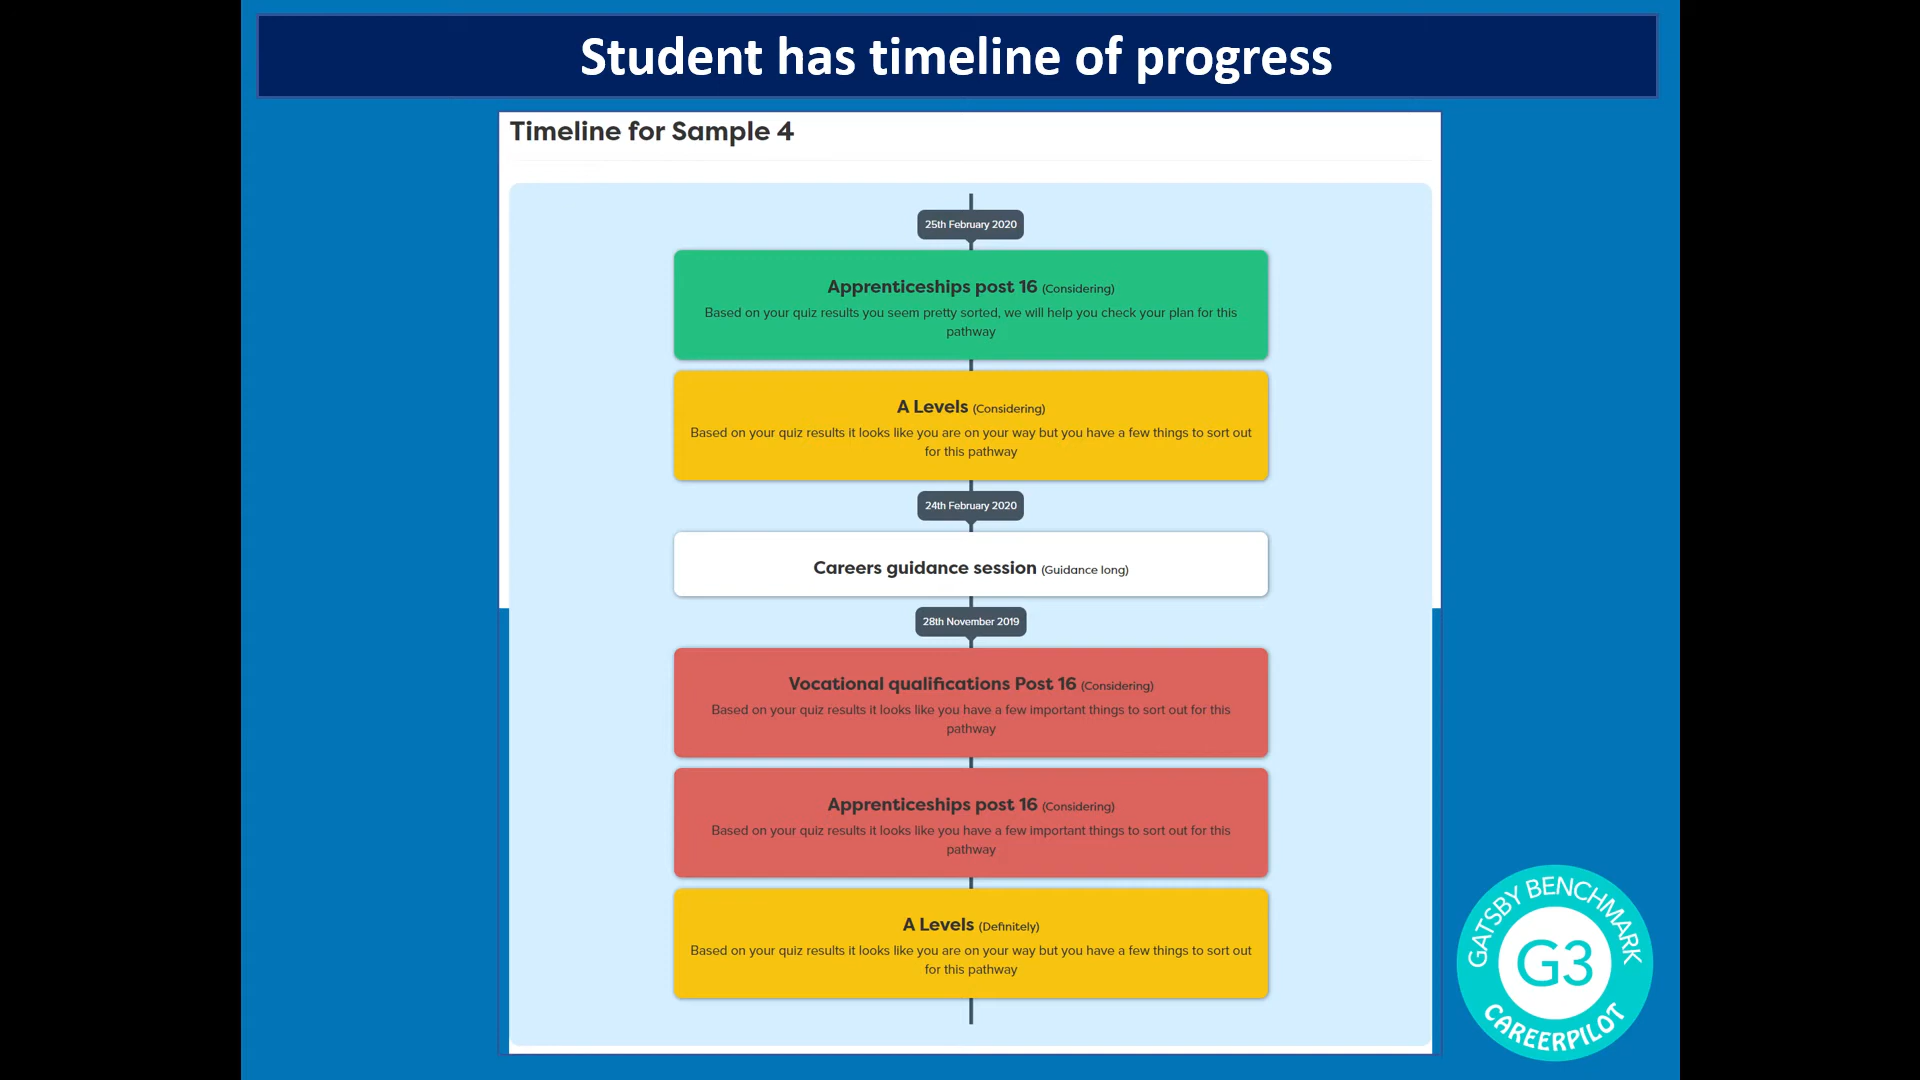 Student has timeline of progress
Timeline for Sample 4
25th February 2020
Apprenticeships post 16 (Considering)
Based on your quiz results you seem pretty sorted, we will help you check your plan for this
pathway
A Levels (Considering)
Based on your quiz results it looks like you are on your way but you have a few things to sort out
for this pathway
24th February 2020
Careers guidance session (Guidance long)
28th November 2019
Vocational qualifications Post 16 (Considering)
Based on your quiz results it looks like you have a few important things to sort out for this
pathway
Apprenticeships post 16 (Considering)
Based on your quiz results it looks like you have a few important things to sort out for this
pathway
A Levels (Definitely)
Based on your quiz results it looks like you are on your way but you have a few things to sort out
for this pathway
GATSBY BENCHMARK
G3
CAREERPILOT